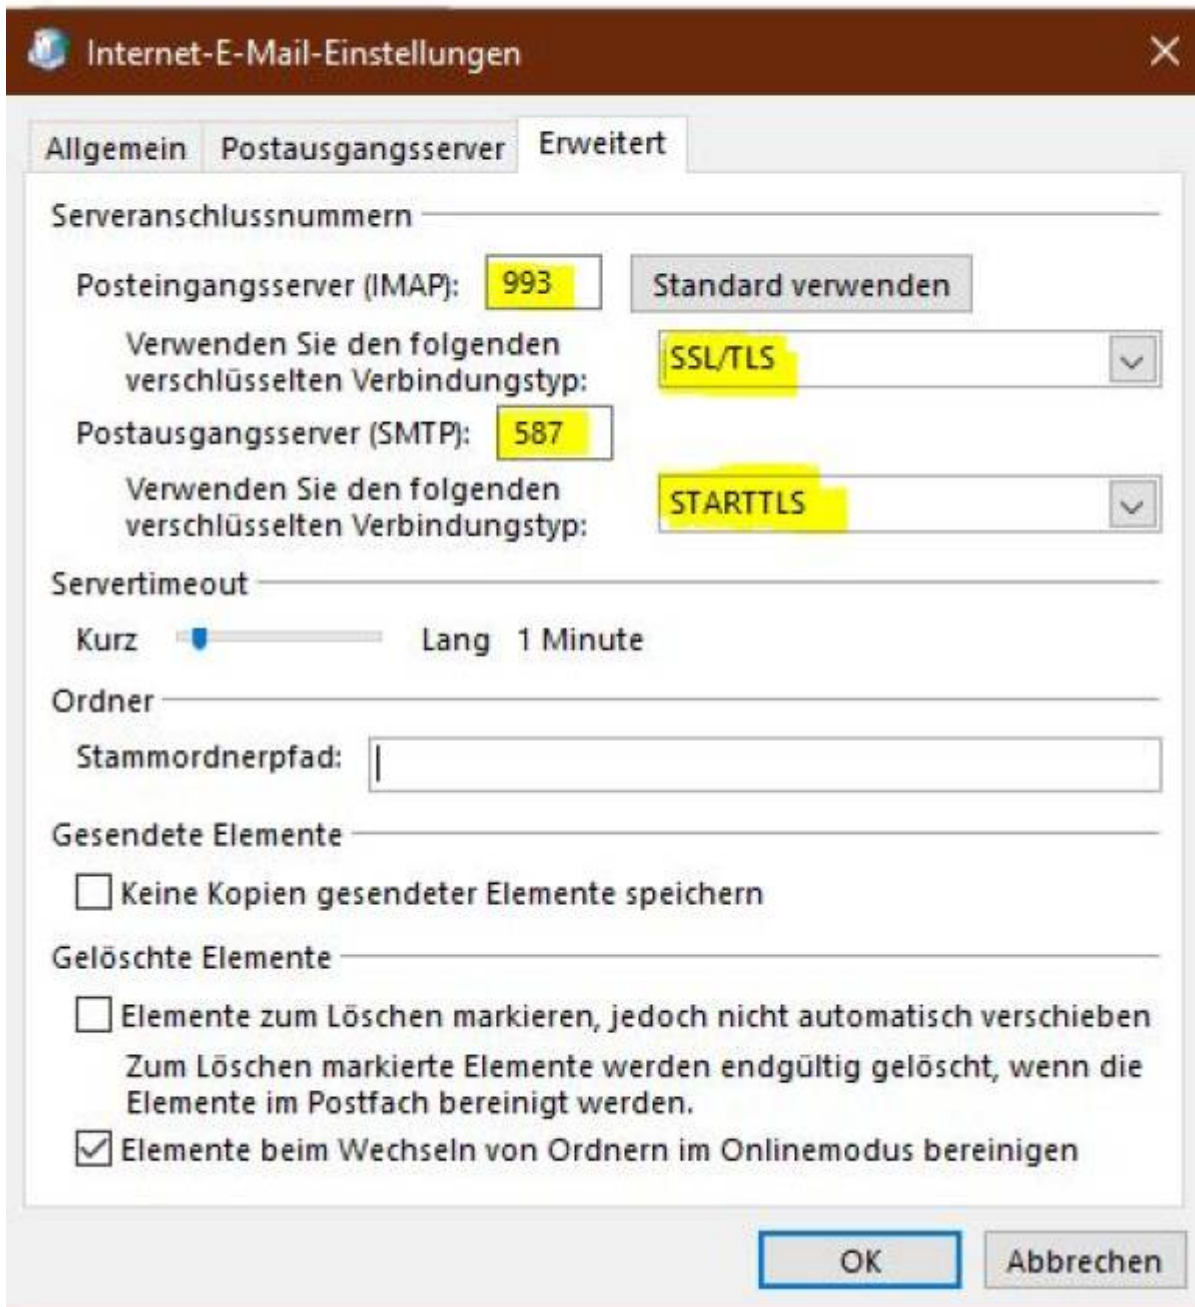 Internet-E-Mail-Einstellungen
Allgemein Postausgangsserver Erweitert
Serveranschlussnummern
Posteingangsserver (IMAP): 993 Standard verwenden
Verwenden Sie den folgenden
verschlüsselten Verbindungstyp: SSL/TLS
Postausgangsserver (SMTP): 587
Verwenden Sie den folgenden
verschlüsselten Verbindungstyp: STARTTLS
Servertimeout
Kurz Lang 1 Minute
Ordner
Stammordnerpfad:
Gesendete Elemente
Keine Kopien gesendeter Elemente speichern
Gelöschte Elemente
Elemente zum Löschen markieren, jedoch nicht automatisch verschieben
Zum Löschen markierte Elemente werden endgültig gelöscht, wenn die
Elemente im Postfach bereinigt werden.
Elemente beim Wechseln von Ordnern im Onlinemodus bereinigen
OK Abbrechen